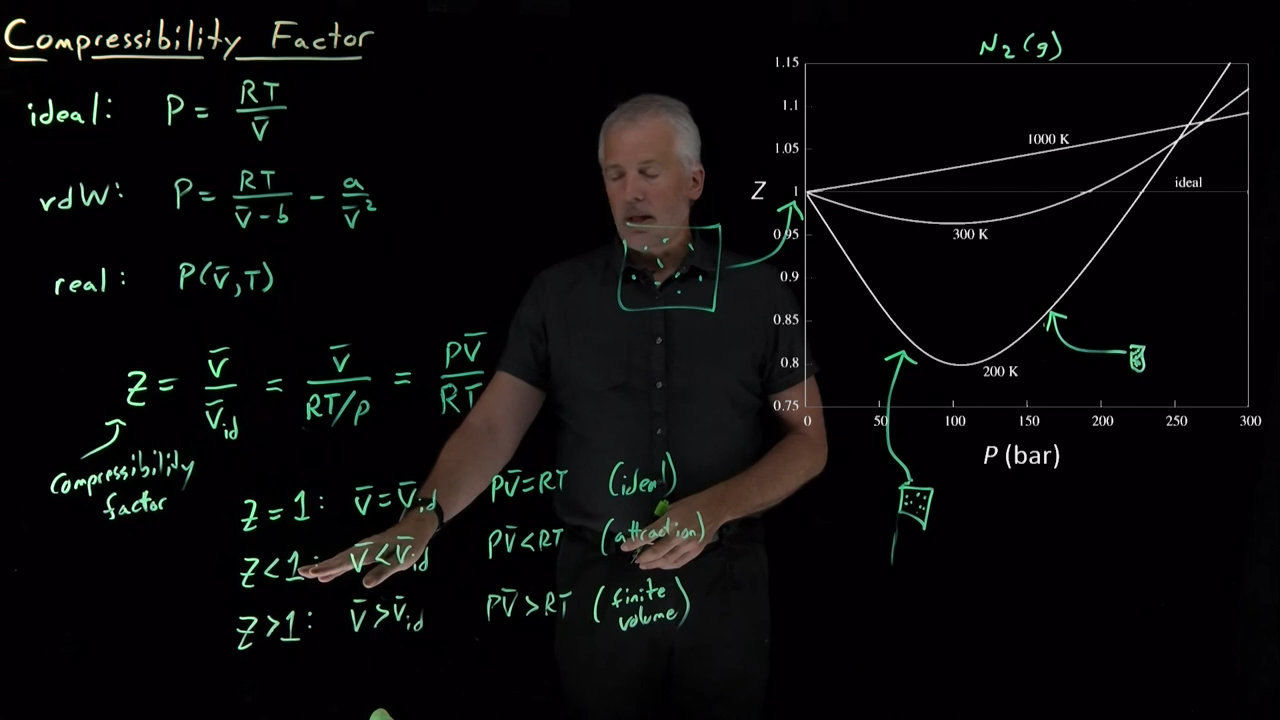 Compressibility Factor
ideal: P = RT / V̄
vdW: P = RT / (V̄-b) - a / V̄²
real: P(V̄,T)
Z = V̄ / V̄id = V̄ / (RT/P) = PV̄ / RT
Compressibility
factor
Z = 1: V̄ = V̄id PV̄ = RT (ideal)
Z < 1: V̄ < V̄id PV̄ < RT (attraction)
Z > 1: V̄ > V̄id PV̄ > RT (finite volume)
N2(g)
1.15
1.1
1.05
1
0.95
0.9
0.85
0.8
0.75
Z
1000 K
ideal
300 K
200 K
0 50 100 150 200 250 300
P (bar)